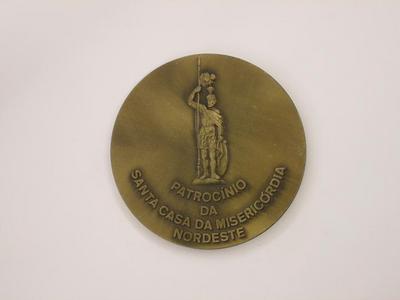 PATROCÍNIO
DA
SANTA CASA DA MISERICÓRDIA
NORDESTE